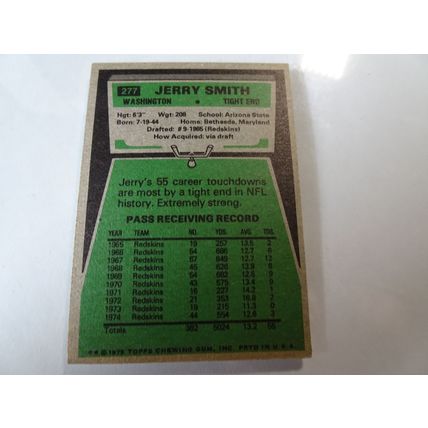 277 JERRY SMITH
WASHINGTON • TIGHT END
Hgt: 6'3" Wgt: 208 School: Arizona State
Born: 7-19-44 Home: Bethesda, Maryland
Drafted: #9-1965 (Redskins)
How Acquired: via draft
Jerry's 55 career touchdowns
are most by a tight end in NFL
history. Extremely strong.
PASS RECEIVING RECORD
YEAR TEAM NO. YDS. AVG. TDS.
1965 Redskins 19 257 13.5 2
1966 Redskins 54 686 12.7 6
1967 Redskins 67 849 12.7 12
1968 Redskins 45 626 13.9 6
1969 Redskins 54 682 12.6 9
1970 Redskins 43 575 13.4 9
1971 Redskins 16 227 14.2 1
1972 Redskins 21 353 16.8
1973 Redskins 19 215 11.3 0
1974 Redskins 44 554 12.6 3
Totals 382 5024 13.2 55
© 1975 TOPPS CHEWING GUM, INC. PRTD IN U.S.A.